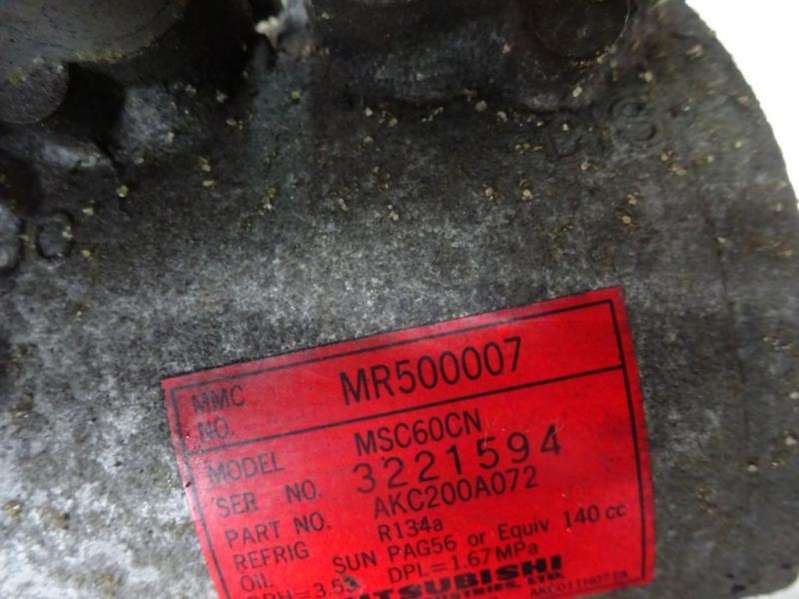 MMC NO. MR500007
MODEL MSC60CN
SER NO. 3221594
PART NO. AKC200A072
REFRIG R134a
OIL SUN PAG56 or Equiv 140 cc
DPL=1.67MPa
MITSUBISHI